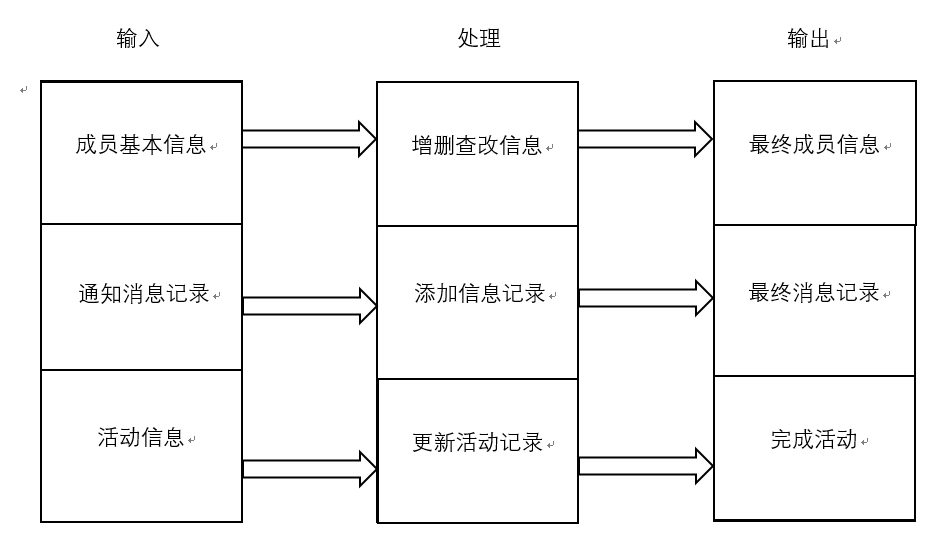 输入 处理 输出
成员基本信息 增删查改信息 最终成员信息
通知消息记录 添加信息记录 最终消息记录
活动信息 更新活动记录 完成活动